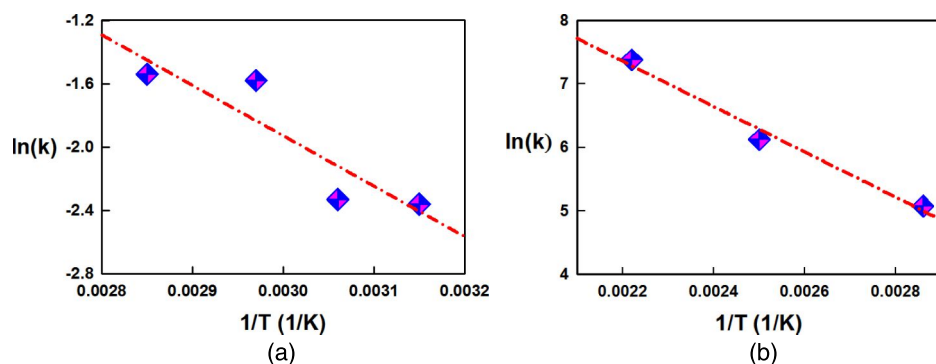 -1.2
-1.6
-2.0
-2.4
-2.8
ln(k)
0.0028 0.0029 0.0030 0.0031 0.0032
1/T (1/K)
(a)
8
7
6
5
4
ln(k)
0.0022 0.0024 0.0026 0.0028
1/T (1/K)
(b)